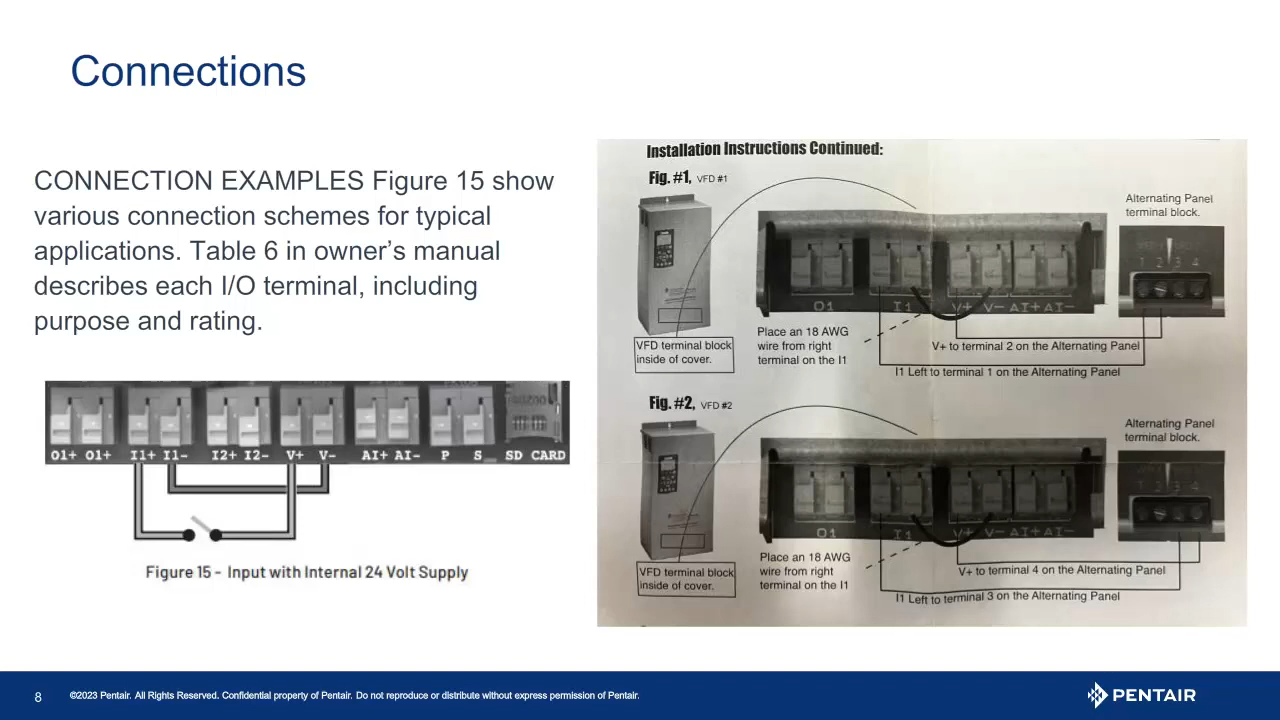 Connections
CONNECTION EXAMPLES Figure 15 show
various connection schemes for typical
applications. Table 6 in owner’s manual
describes each I/O terminal, including
purpose and rating.
O1+ O1+ I1+ I1- I2+ I2- V+ V- AI+ AI- P S SD CARD
Figure 15 - Input with Internal 24 Volt Supply
Installation Instructions Continued:
Fig. #1, VFD #1
Alternating Panel
terminal block.
1 2 3 4
O1 I1 V+ V- AI+ AI-
VFD terminal block
inside of cover.
Place an 18 AWG
wire from right
terminal on the I1
V+ to terminal 2 on the Alternating Panel
I1 Left to terminal 1 on the Alternating Panel
Fig. #2, VFD #2
Alternating Panel
terminal block.
1 2 3 4
O1 I1 V+ V- AI+ AI-
VFD terminal block
inside of cover.
Place an 18 AWG
wire from right
terminal on the I1
V+ to terminal 4 on the Alternating Panel
I1 Left to terminal 3 on the Alternating Panel
8
©2023 Pentair. All Rights Reserved. Confidential property of Pentair. Do not reproduce or distribute without express permission of Pentair.
PENTAIR